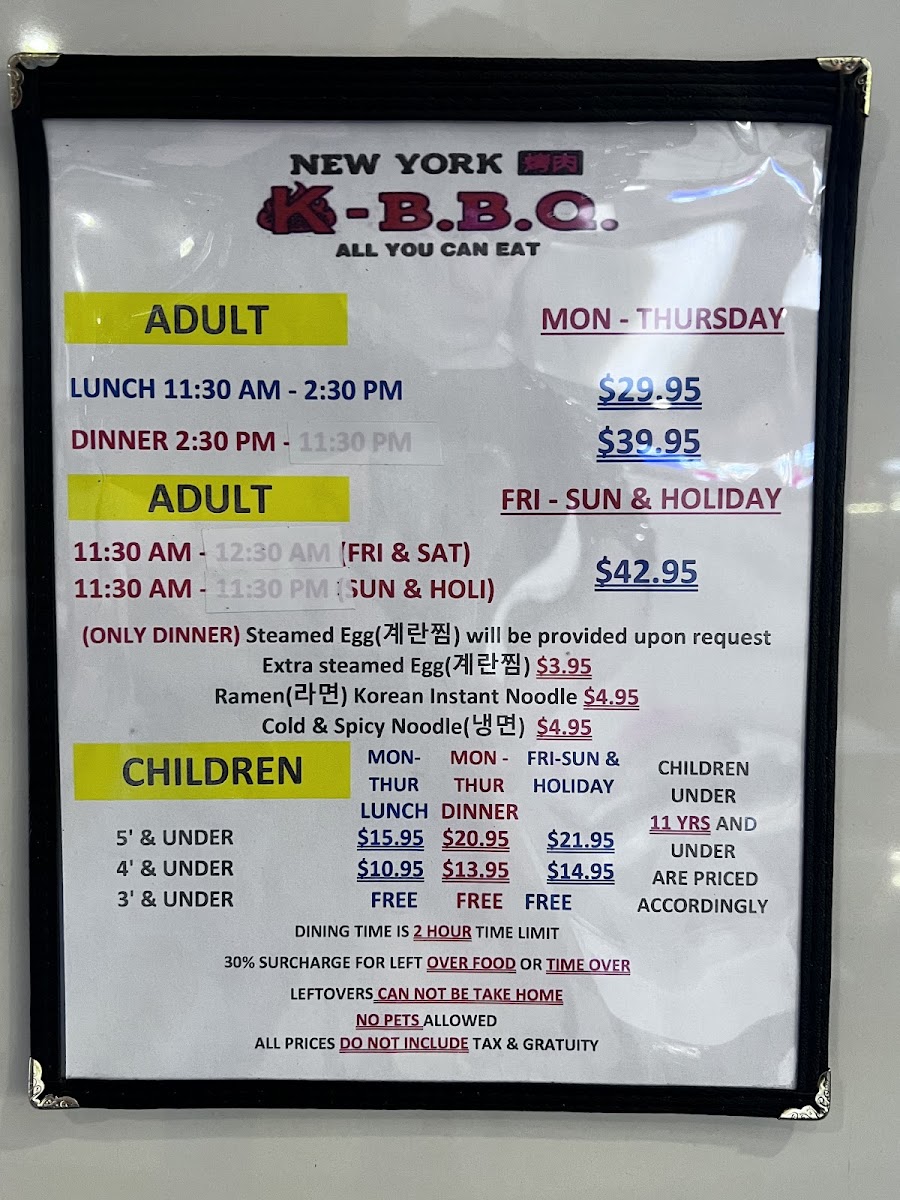 NEW YORK 烤肉
K-B.B.Q.
ALL YOU CAN EAT
ADULT MON - THURSDAY
LUNCH 11:30 AM - 2:30 PM $29.95
DINNER 2:30 PM - 11:30 PM $39.95
ADULT FRI - SUN & HOLIDAY
11:30 AM - 12:30 AM (FRI & SAT)
$42.95
11:30 AM - 11:30 PM (SUN & HOLI)
(ONLY DINNER) Steamed Egg(계란찜) will be provided upon request
Extra steamed Egg(계란찜) $3.95
Ramen(라면) Korean Instant Noodle $4.95
Cold & Spicy Noodle(냉면) $4.95
CHILDREN
MON-THUR LUNCH
MON - THUR DINNER
FRI-SUN & HOLIDAY
5' & UNDER $15.95 $20.95 $21.95
4' & UNDER $10.95 $13.95 $14.95
3' & UNDER FREE FREE FREE
CHILDREN
UNDER
11 YRS AND
UNDER
ARE PRICED
ACCORDINGLY
DINING TIME IS 2 HOUR TIME LIMIT
30% SURCHARGE FOR LEFT OVER FOOD OR TIME OVER
LEFTOVERS CAN NOT BE TAKE HOME
NO PETS ALLOWED
ALL PRICES DO NOT INCLUDE TAX & GRATUITY